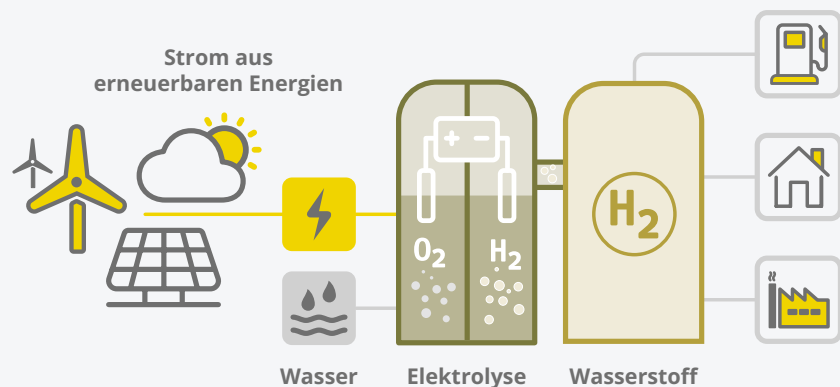 Strom aus
erneuerbaren Energien
+ −
O₂
H₂
H₂
Wasser
Elektrolyse
Wasserstoff